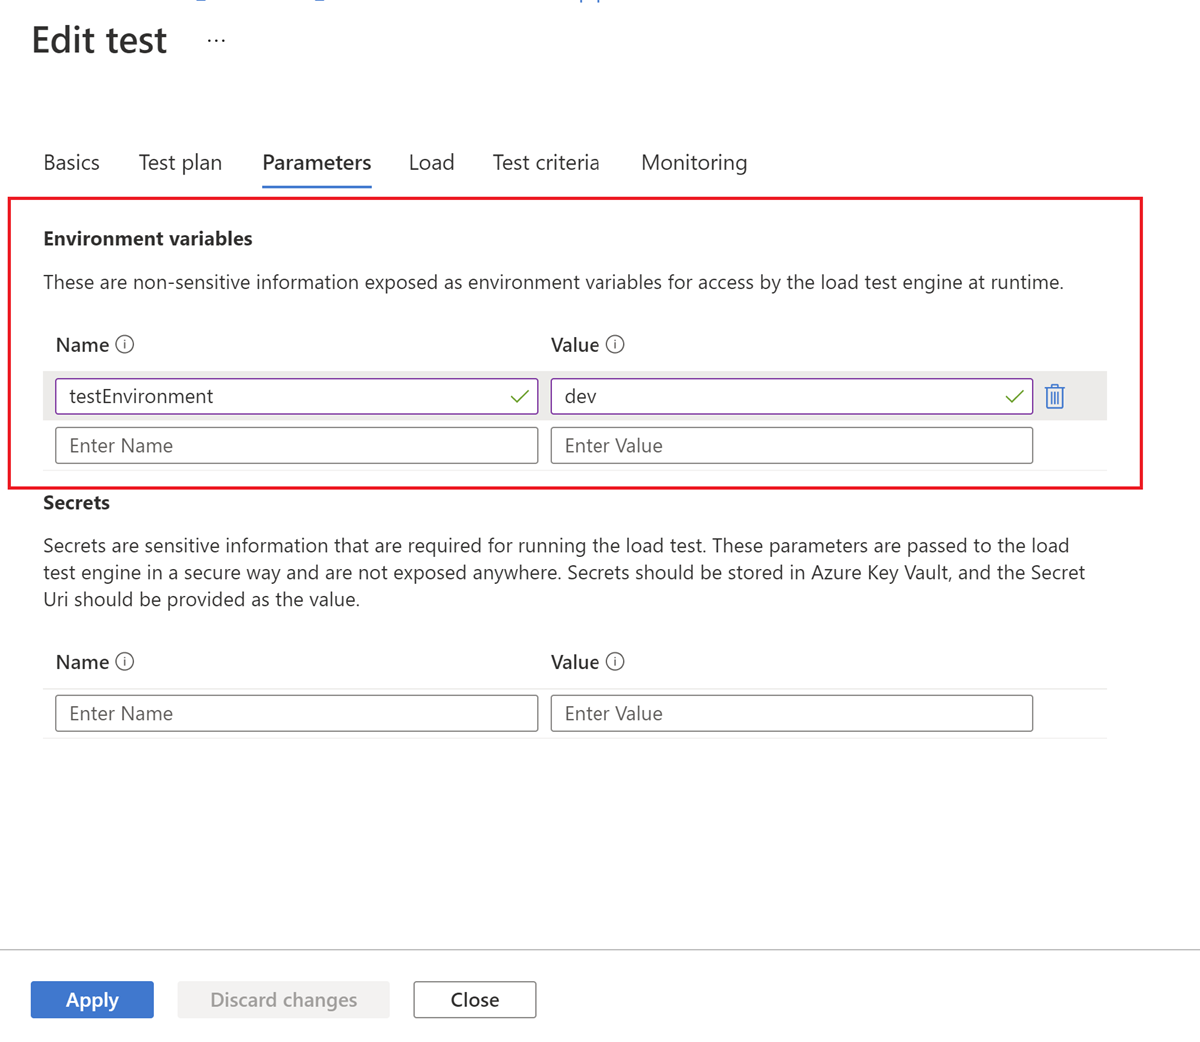 Edit test ...
Basics Test plan Parameters Load Test criteria Monitoring
Environment variables
These are non-sensitive information exposed as environment variables for access by the load test engine at runtime.
Name Value
testEnvironment dev
Enter Name Enter Value
Secrets
Secrets are sensitive information that are required for running the load test. These parameters are passed to the load
test engine in a secure way and are not exposed anywhere. Secrets should be stored in Azure Key Vault, and the Secret
Uri should be provided as the value.
Name Value
Enter Name Enter Value
Apply Discard changes Close